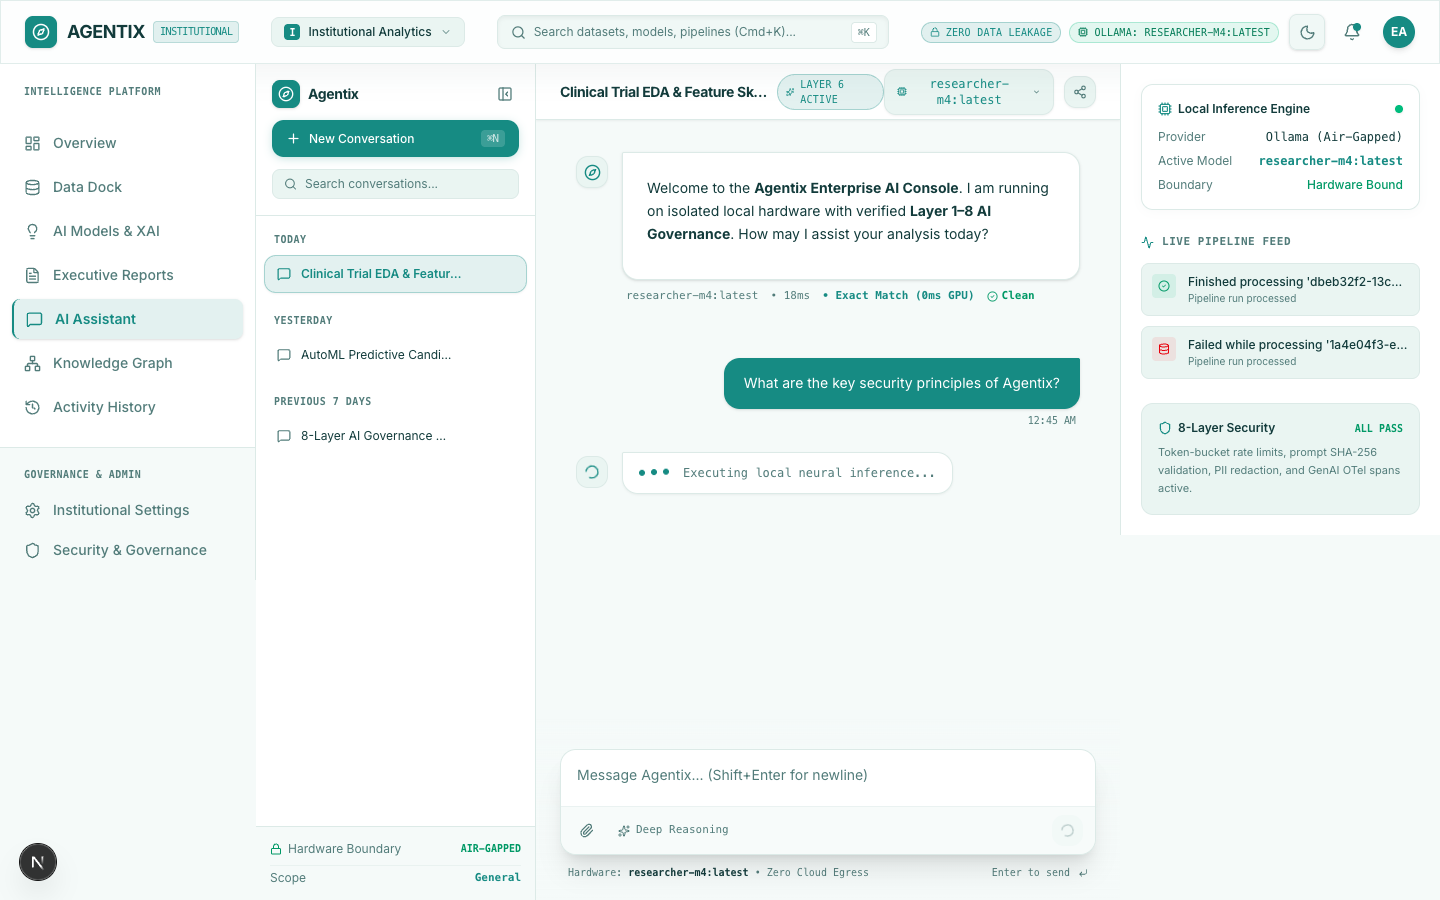 AGENTIX INSTITUTIONAL
I Institutional Analytics
Search datasets, models, pipelines (Cmd+K)... ⌘K
ZERO DATA LEAKAGE
OLLAMA: RESEARCHER-M4:LATEST
EA
INTELLIGENCE PLATFORM
Overview
Data Dock
AI Models & XAI
Executive Reports
AI Assistant
Knowledge Graph
Activity History
GOVERNANCE & ADMIN
Institutional Settings
Security & Governance
N
Agentix
New Conversation ⌘N
Search conversations...
TODAY
Clinical Trial EDA & Featur...
YESTERDAY
AutoML Predictive Candi...
PREVIOUS 7 DAYS
8-Layer AI Governance ...
Hardware Boundary AIR-GAPPED
Scope General
Clinical Trial EDA & Feature Sk...
LAYER 6
ACTIVE
researcher-
m4:latest
Welcome to the Agentix Enterprise AI Console. I am running
on isolated local hardware with verified Layer 1–8 AI
Governance. How may I assist your analysis today?
researcher-m4:latest • 18ms • Exact Match (0ms GPU) Clean
What are the key security principles of Agentix?
12:45 AM
Executing local neural inference...
Message Agentix... (Shift+Enter for newline)
Deep Reasoning
Hardware: researcher-m4:latest • Zero Cloud Egress
Enter to send ↵
Local Inference Engine
Provider Ollama (Air-Gapped)
Active Model researcher-m4:latest
Boundary Hardware Bound
LIVE PIPELINE FEED
Finished processing 'dbeb32f2-13c...
Pipeline run processed
Failed while processing '1a4e04f3-e...
Pipeline run processed
8-Layer Security ALL PASS
Token-bucket rate limits, prompt SHA-256
validation, PII redaction, and GenAI OTel spans
active.